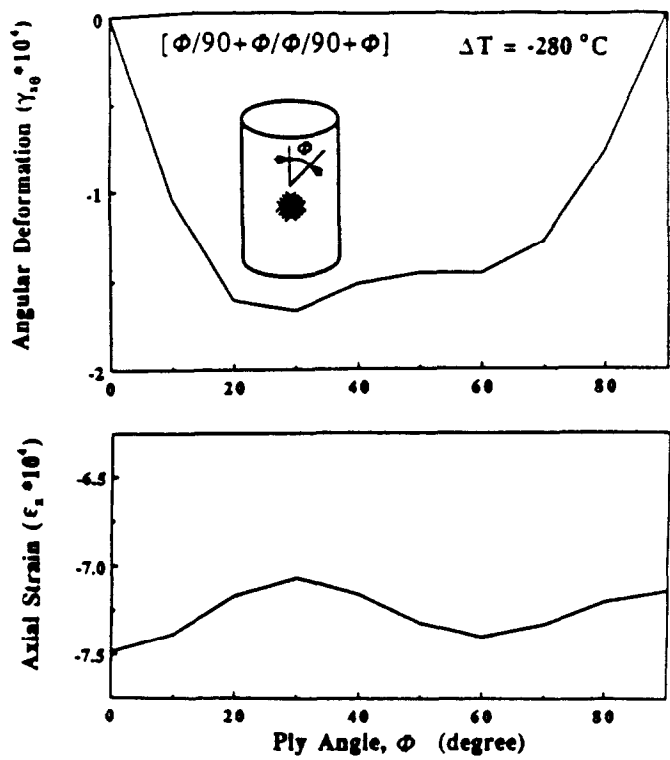 [Φ/90+Φ/Φ/90+Φ] ΔT = -280 °C
Φ
Angular Deformation (γxθ*10⁴)
0
-1
-2
0 20 40 60 80
Axial Strain (εx*10⁴)
-6.5
-7.0
-7.5
0 20 40 60 80
Ply Angle, Φ (degree)